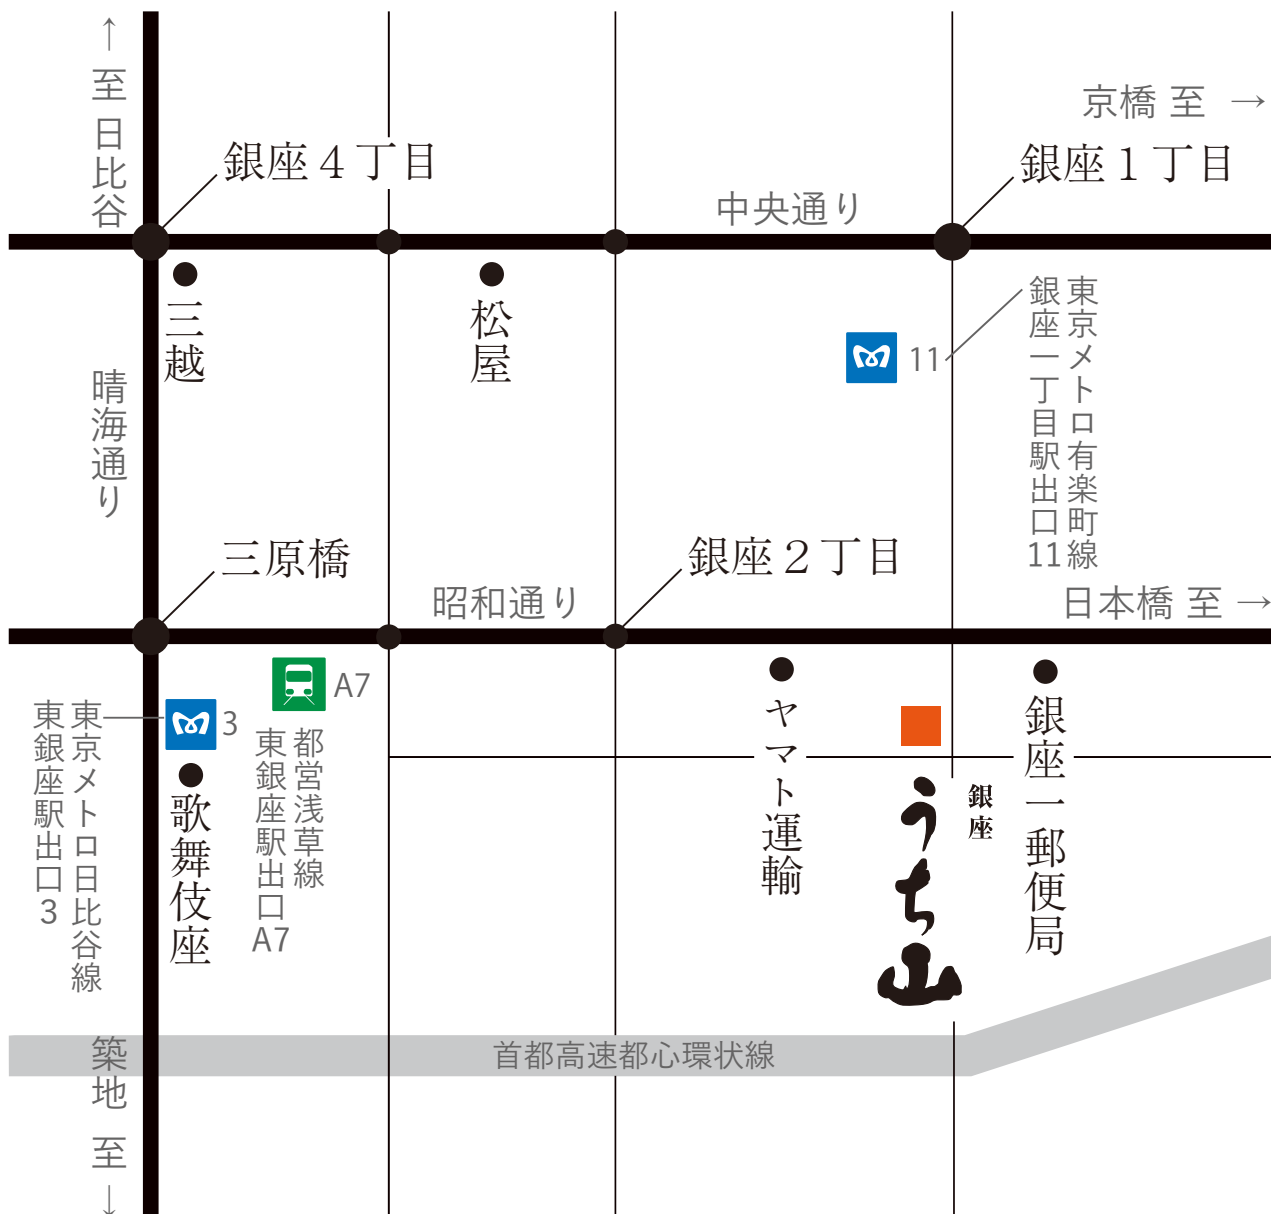 ↑
至 日比谷
京橋 至 →
銀座４丁目
銀座１丁目
中央通り
三越
松屋
11
東京メトロ有楽町線
銀座一丁目駅出口11
晴海通り
三原橋
銀座２丁目
昭和通り
日本橋 至 →
A7
3
都営浅草線
東銀座駅出口A7
東京メトロ日比谷線
東銀座駅出口3
歌舞伎座
ヤマト運輸
銀座
うち山
銀座一郵便局
首都高速都心環状線
築地 至
↓